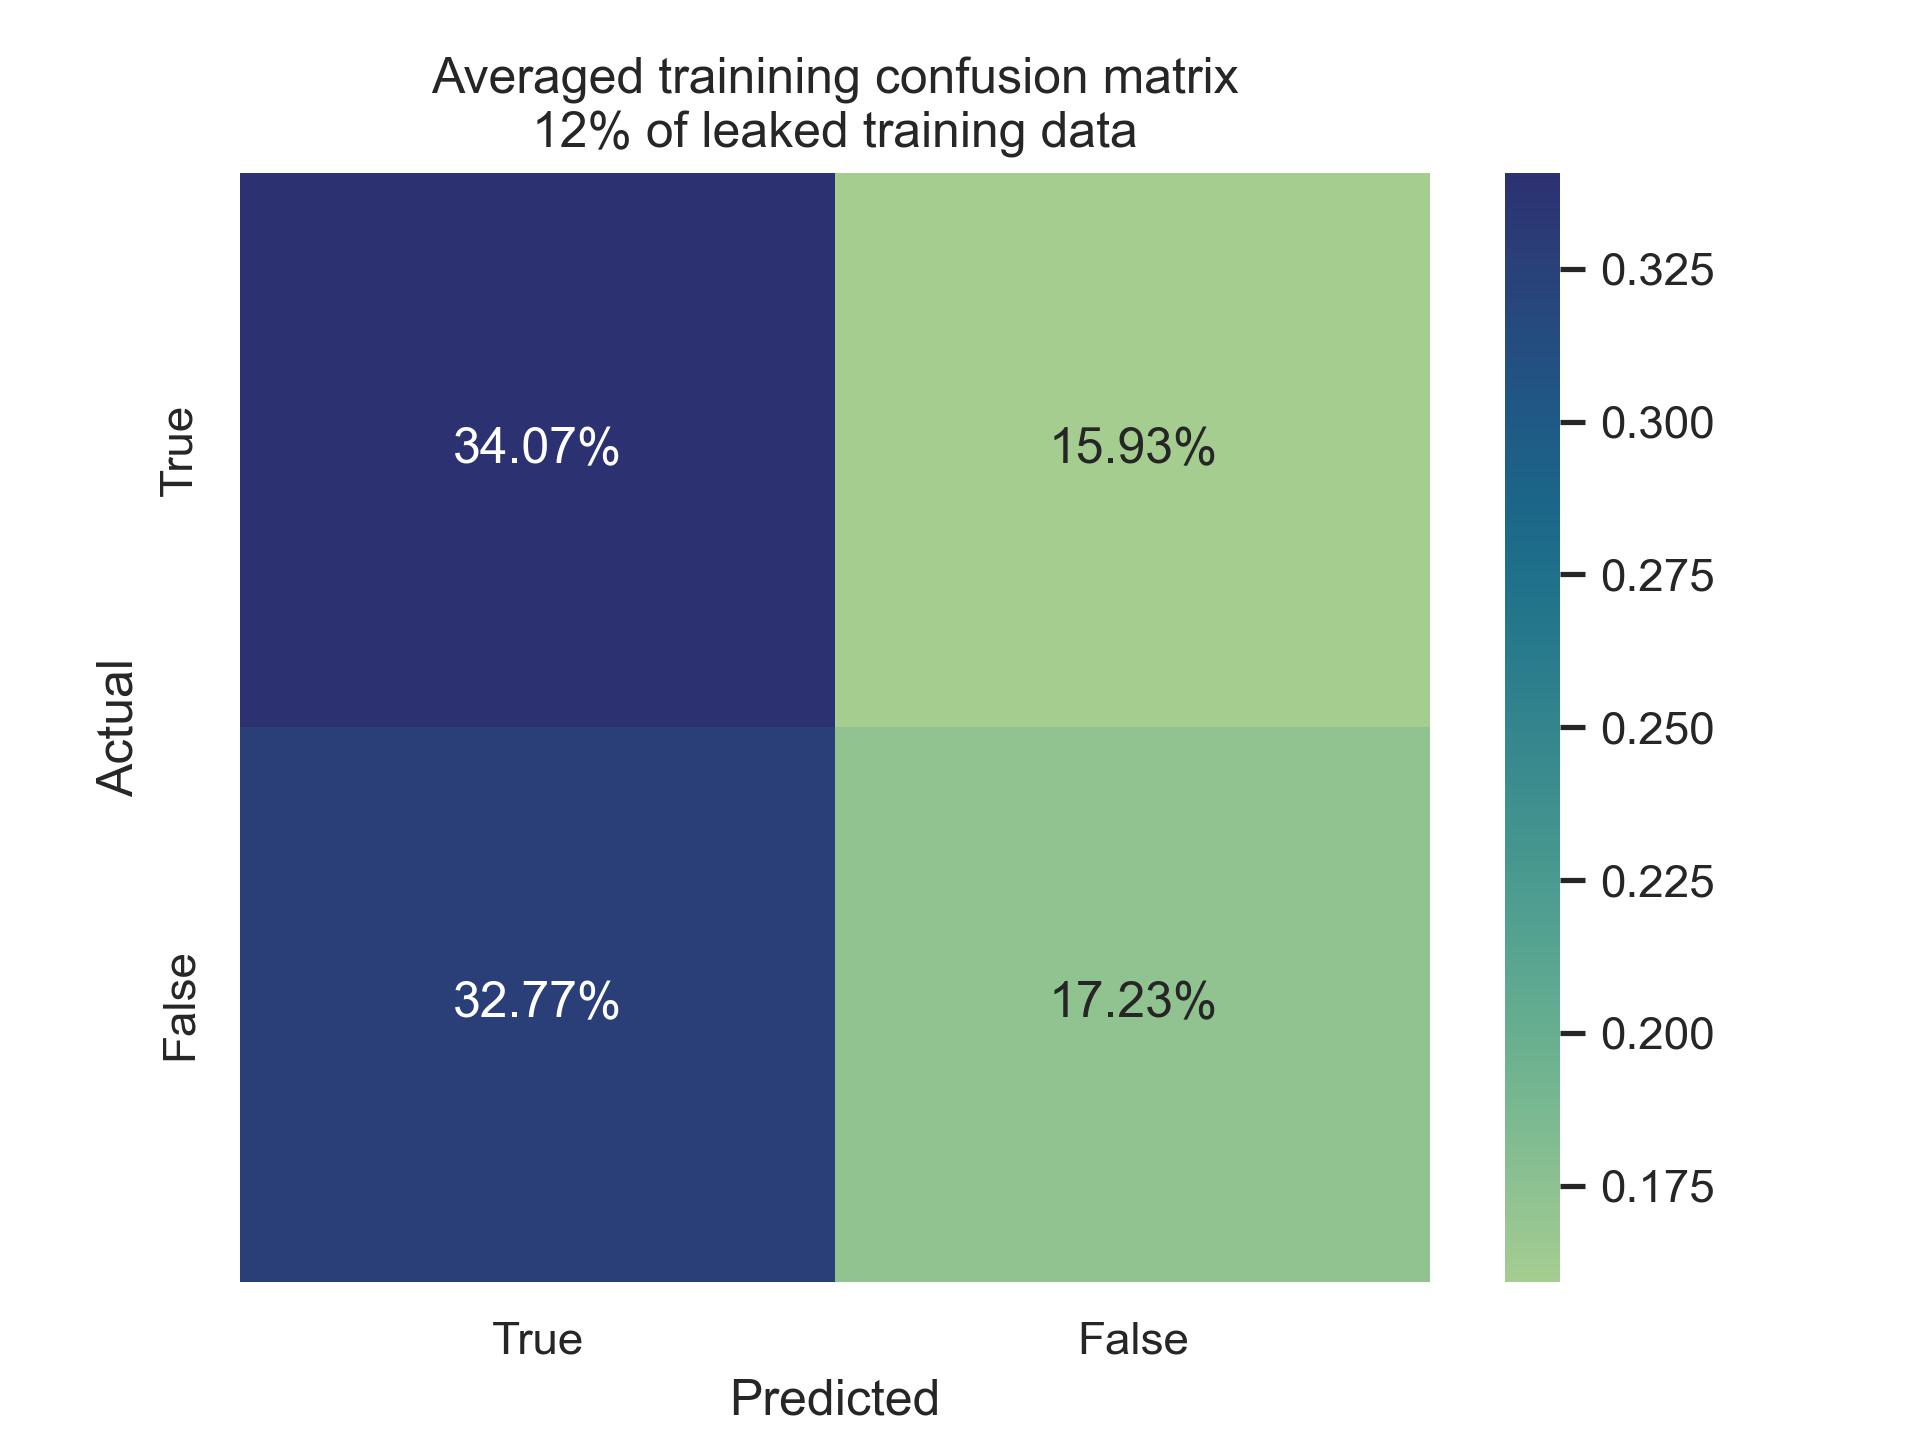 Averaged trainining confusion matrix
12% of leaked training data
Actual
True
34.07%
15.93%
False
32.77%
17.23%
True
False
Predicted
0.325
0.300
0.275
0.250
0.225
0.200
0.175